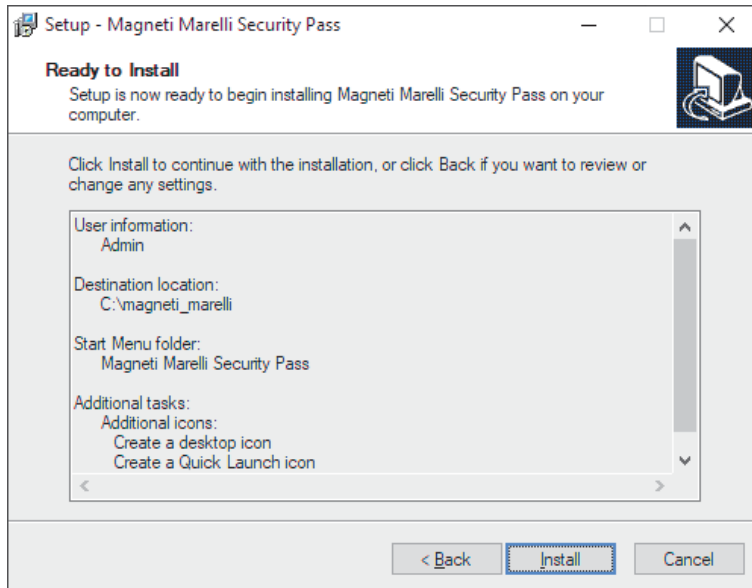 Setup - Magneti Marelli Security Pass
Ready to Install
Setup is now ready to begin installing Magneti Marelli Security Pass on your
computer.
Click Install to continue with the installation, or click Back if you want to review or
change any settings.
User information:
Admin
Destination location:
C:\magneti_marelli
Start Menu folder:
Magneti Marelli Security Pass
Additional tasks:
Additional icons:
Create a desktop icon
Create a Quick Launch icon
< Back
Install
Cancel